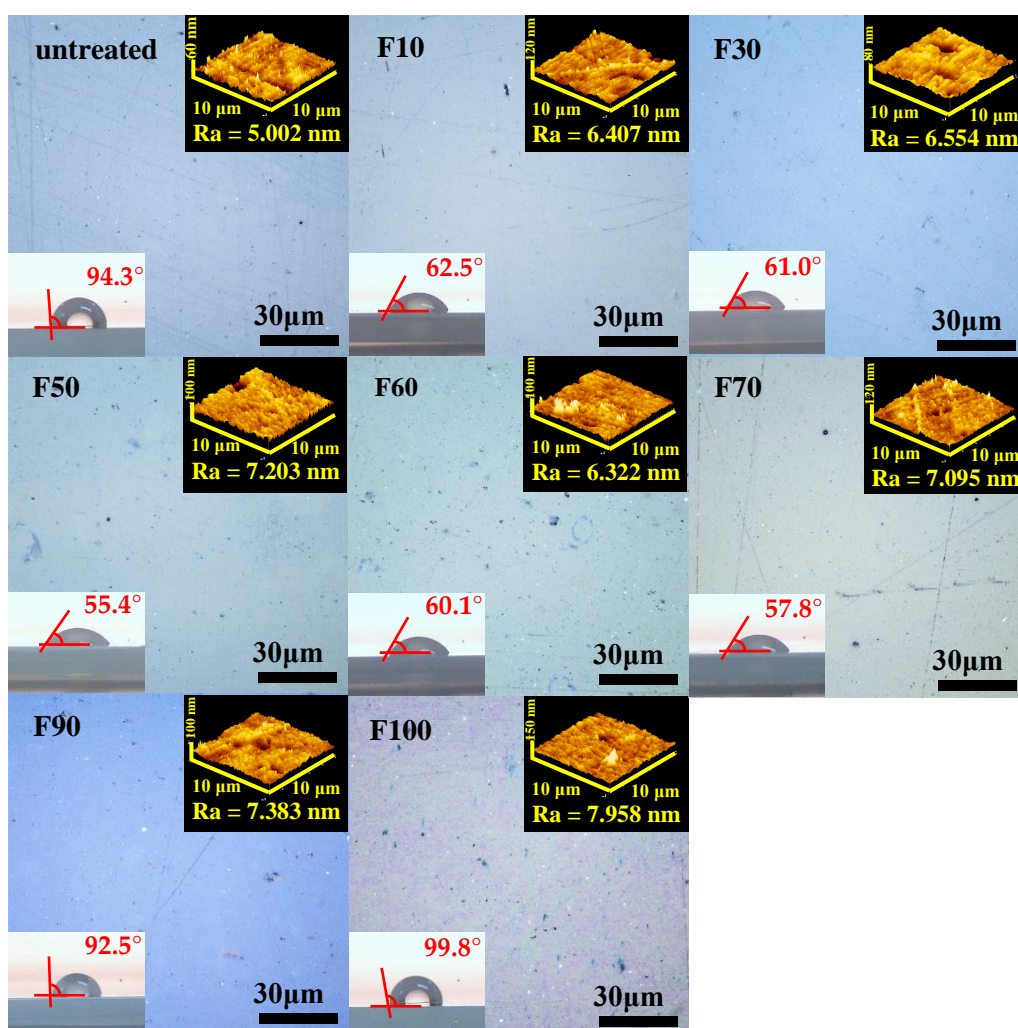 untreated
60 nm
10 µm
10 µm
Ra = 5.002 nm
94.3°
30µm
F10
120 nm
10 µm
10 µm
Ra = 6.407 nm
62.5°
30µm
F30
80 nm
10 µm
10 µm
Ra = 6.554 nm
61.0°
30µm
F50
100 nm
10 µm
10 µm
Ra = 7.203 nm
55.4°
30µm
F60
100 nm
10 µm
10 µm
Ra = 6.322 nm
60.1°
30µm
F70
120 nm
10 µm
10 µm
Ra = 7.095 nm
57.8°
30µm
F90
100 nm
10 µm
10 µm
Ra = 7.383 nm
92.5°
30µm
F100
150 nm
10 µm
10 µm
Ra = 7.958 nm
99.8°
30µm